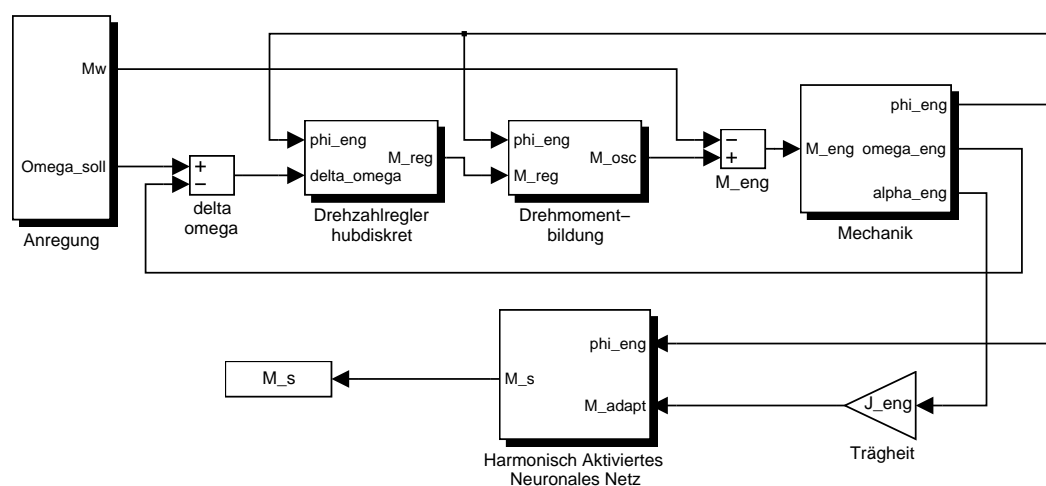 Mw
Omega_soll
Anregung
+
−
delta
omega
phi_eng
delta_omega
M_reg
Drehzahlregler
hubdiskret
phi_eng
M_reg
M_osc
Drehmoment−
bildung
−
+
M_eng
M_eng
phi_eng
omega_eng
alpha_eng
Mechanik
M_s
M_s
phi_eng
M_adapt
Harmonisch Aktiviertes
Neuronales Netz
J_eng
Trägheit